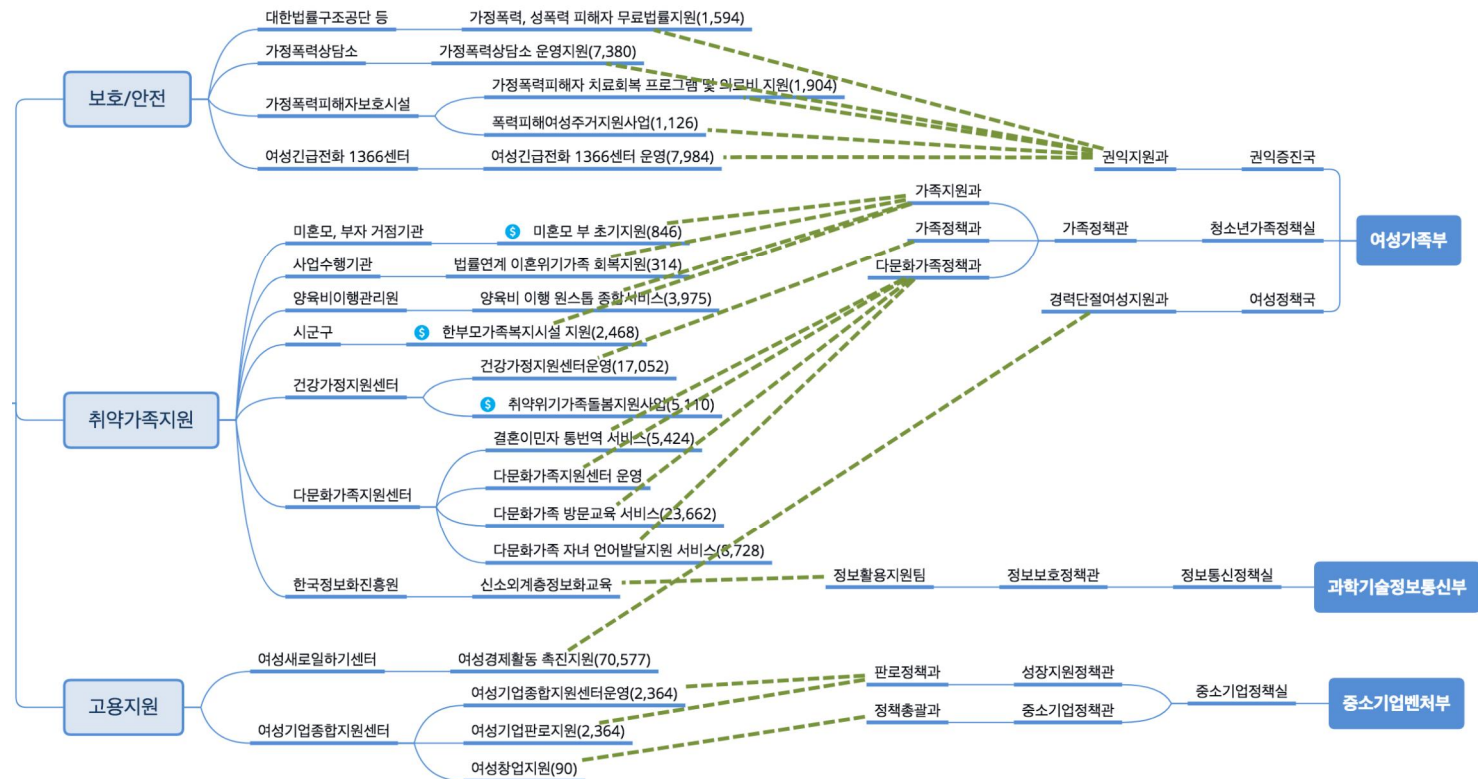 대한법률구조공단 등
가정폭력, 성폭력 피해자 무료법률지원(1,594)
가정폭력상담소
가정폭력상담소 운영지원(7,380)
보호/안전
가정폭력피해자보호시설
가정폭력피해자 치료회복 프로그램 및 의료비 지원(1,904)
폭력피해여성주거지원사업(1,126)
여성긴급전화 1366센터
여성긴급전화 1366센터 운영(7,984)
권익지원과
권익증진국
가족지원과
미혼모, 부자 거점기관
$ 미혼모 부 초기지원(846)
가족정책과
가족정책관
청소년가족정책실
여성가족부
사업수행기관
법률연계 이혼위기가족 회복지원(314)
다문화가족정책과
양육비이행관리원
양육비 이행 원스톱 종합서비스(3,975)
경력단절여성지원과
여성정책국
시군구
$ 한부모가족복지시설 지원(2,468)
건강가정지원센터
건강가정지원센터운영(17,052)
$ 취약위기가족돌봄지원사업(5,110)
취약가족지원
결혼이민자 통번역 서비스(5,424)
다문화가족지원센터 운영
다문화가족지원센터
다문화가족 방문교육 서비스(23,662)
다문화가족 자녀 언어발달지원 서비스(8,728)
한국정보화진흥원
신소외계층정보화교육
정보활용지원팀
정보보호정책관
정보통신정책실
과학기술정보통신부
여성새로일하기센터
여성경제활동 촉진지원(70,577)
고용지원
여성기업종합지원센터운영(2,364)
판로정책과
성장지원정책관
중소기업정책실
중소기업벤처부
여성기업종합지원센터
여성기업판로지원(2,364)
정책총괄과
중소기업정책관
여성창업지원(90)